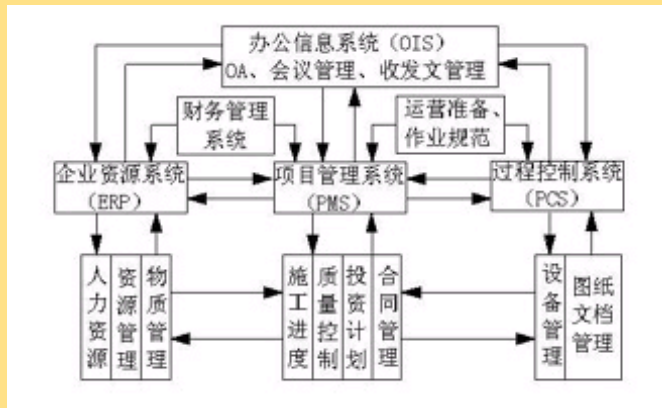 办公信息系统(OIS)
OA、会议管理、收发文管理
财务管理
系统
运营准备、
作业规范
企业资源系统
(ERP)
项目管理系统
(PMS)
过程控制系统
(PCS)
人力资源
资源管理
物质管理
施工进度
质量控制
投资计划
合同管理
设备管理
图纸
文档
管理